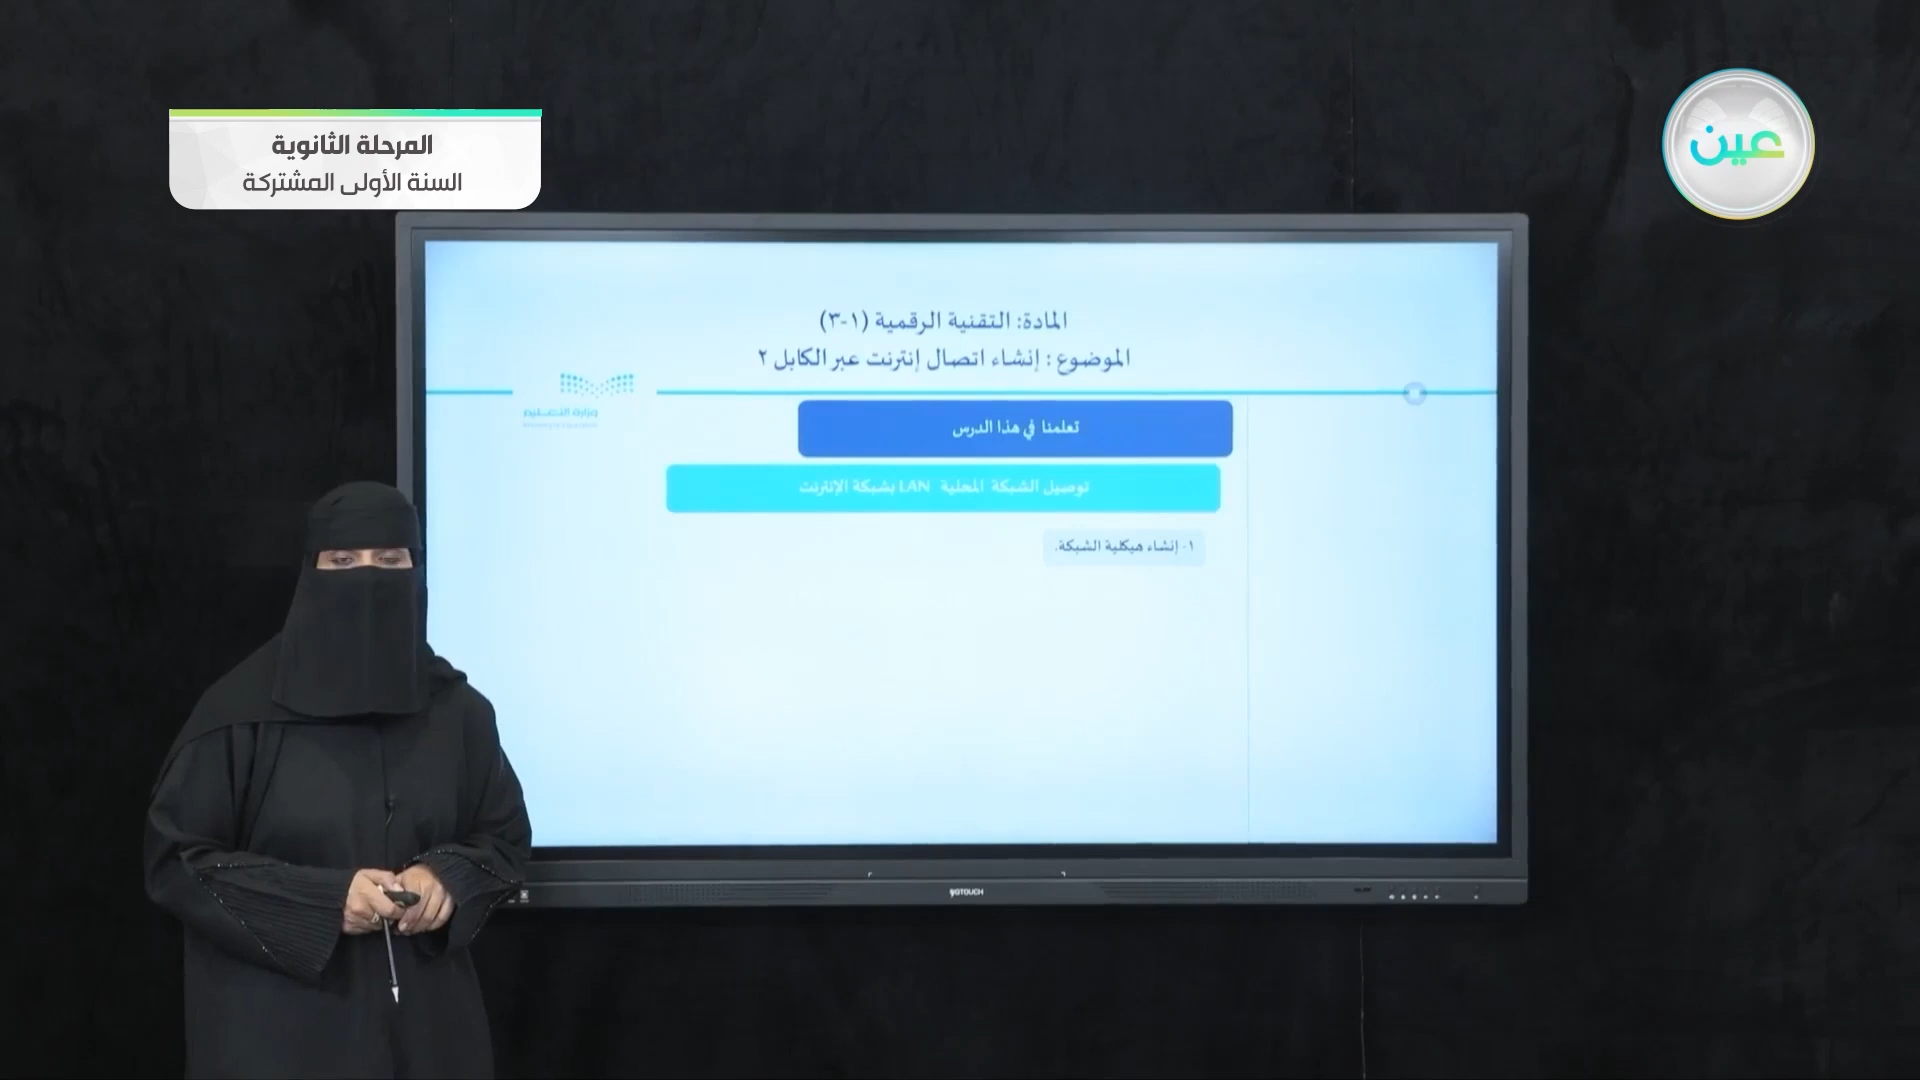 المرحلة الثانوية
السنة الأولى المشتركة
عين
المادة: التقنية الرقمية (١-٣)
الموضوع : إنشاء اتصال إنترنت عبر الكابل ٢
وزارة التعليم
تعلمنا في هذا الدرس
توصيل الشبكة المحلية LAN بشبكة الإنترنت
١- إنشاء هيكلية الشبكة.